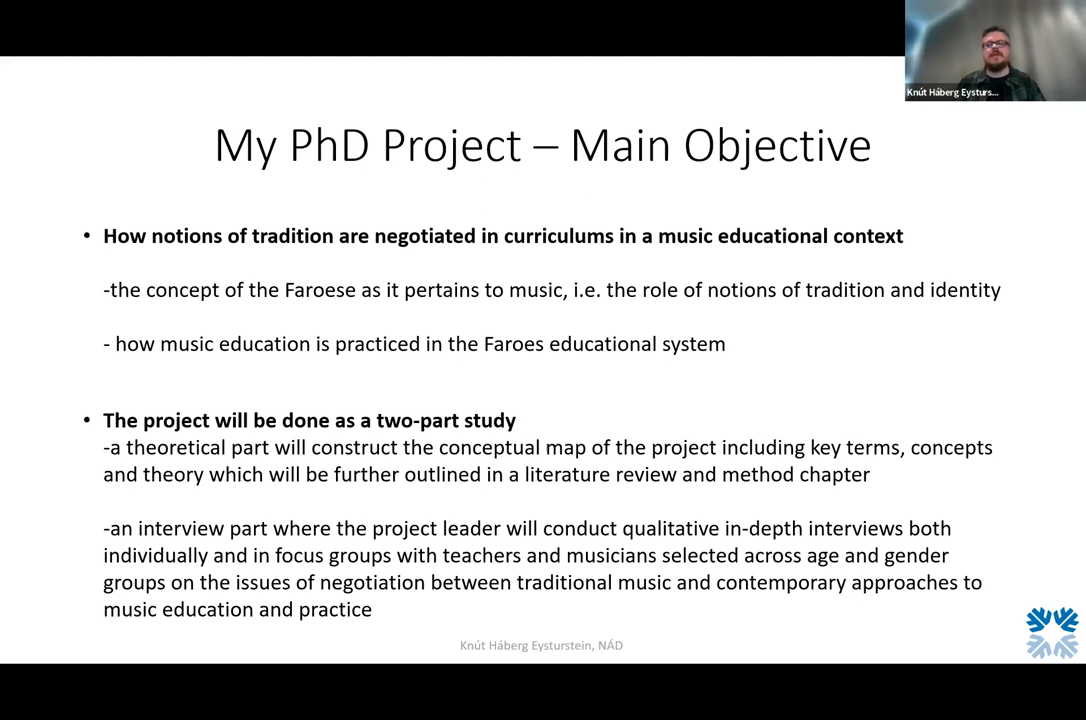 Knút Háberg Eysturs...
My PhD Project – Main Objective
• How notions of tradition are negotiated in curriculums in a music educational context
-the concept of the Faroese as it pertains to music, i.e. the role of notions of tradition and identity
- how music education is practiced in the Faroes educational system
• The project will be done as a two-part study
-a theoretical part will construct the conceptual map of the project including key terms, concepts
and theory which will be further outlined in a literature review and method chapter
-an interview part where the project leader will conduct qualitative in-depth interviews both
individually and in focus groups with teachers and musicians selected across age and gender
groups on the issues of negotiation between traditional music and contemporary approaches to
music education and practice
Knút Háberg Eysturstein, NÁD